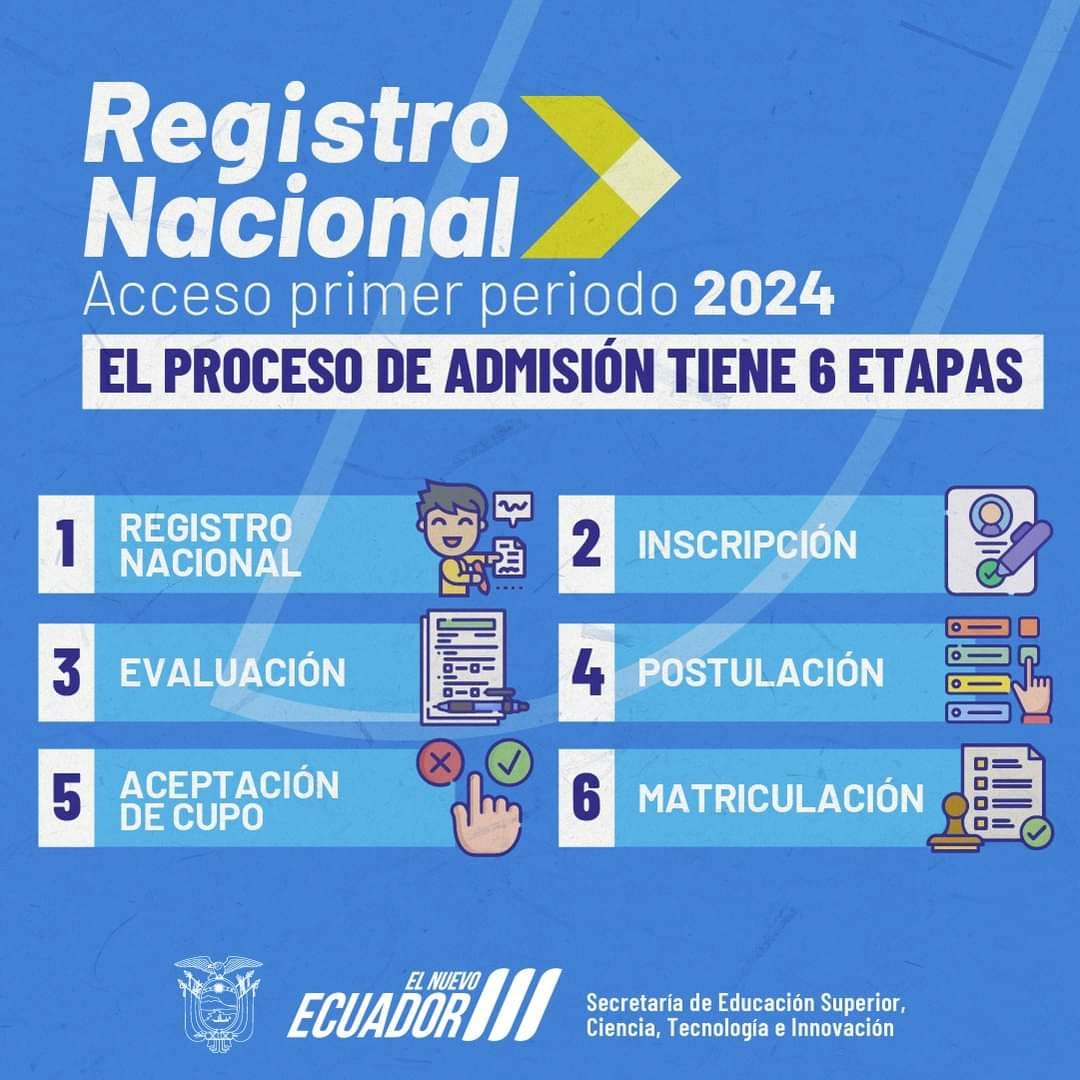 Registro
Nacional
Acceso primer periodo 2024
EL PROCESO DE ADMISIÓN TIENE 6 ETAPAS
1
REGISTRO
NACIONAL
2
INSCRIPCIÓN
3
EVALUACIÓN
4
POSTULACIÓN
5
ACEPTACIÓN
DE CUPO
6
MATRICULACIÓN
EL NUEVO
ECUADOR
Secretaría de Educación Superior,
Ciencia, Tecnología e Innovación